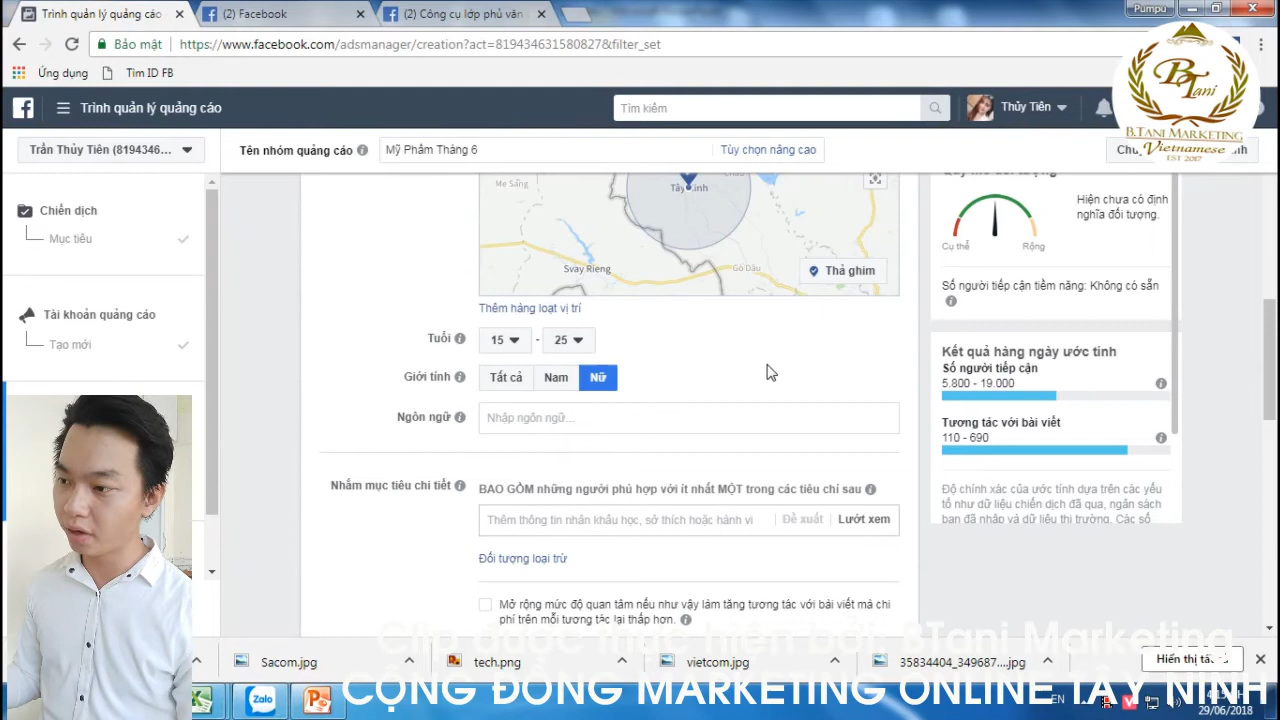 Trình quản lý quảng cáo
(2) Facebook
(2) Công cụ lớp phủ văn
Pumpu
Bảo mật
https://www.facebook.com/adsmanager/creation?act=819434631580827&filter_set
Ứng dụng
Tìm ID FB
Trình quản lý quảng cáo
Tìm kiếm
Thủy Tiên
B.Tani
B.TANI MARKETING
Vietnamese
EST 2017
Trần Thủy Tiên (8194346...
Tên nhóm quảng cáo
Mỹ Phẩm Tháng 6
Tùy chọn nâng cao
Chiến dịch
Mục tiêu
Tài khoản quảng cáo
Tạo mới
Me Sang
Tây Ninh
Svay Rieng
Gò Dầu
Thả ghim
Thêm hàng loạt vị trí
Tuổi
15 - 25
Giới tính
Tất cả Nam Nữ
Ngôn ngữ
Nhập ngôn ngữ...
Nhắm mục tiêu chi tiết
BAO GỒM những người phù hợp với ít nhất MỘT trong các tiêu chí sau
Thêm thông tin nhân khẩu học, sở thích hoặc hành vi
Đề xuất
Lướt xem
Đối tượng loại trừ
Mở rộng mức độ quan tâm nếu như vậy làm tăng tương tác với bài viết mà chi
phí trên mỗi tương tác lại thấp hơn.
Hiện chưa có định
nghĩa đối tượng.
Cụ thể
Rộng
Số người tiếp cận tiềm năng: Không có sẵn
Kết quả hàng ngày ước tính
Số người tiếp cận
5.800 - 19.000
Tương tác với bài viết
110 - 690
Độ chính xác của ước tính dựa trên các yếu
tố như dữ liệu chiến dịch đã qua, ngân sách
bạn đã nhập và dữ liệu thị trường. Các số
Sacom.jpg
tech.png
vietcom.jpg
35834404_349687....jpg
CỘNG ĐỒNG MARKETING ONLINE TÂY NINH
EN
29/06/2018